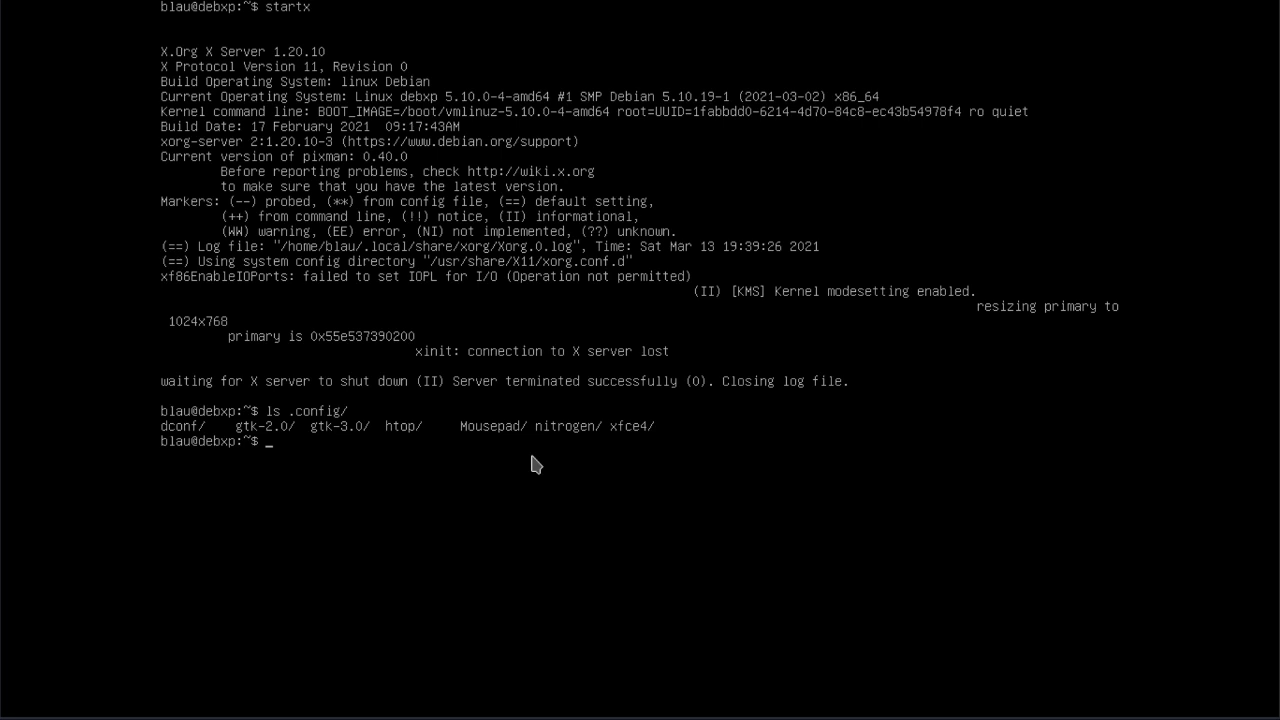 blau@debxp:~$ startx
X.Org X Server 1.20.10
X Protocol Version 11, Revision 0
Build Operating System: linux Debian
Current Operating System: Linux debxp 5.10.0-4-amd64 #1 SMP Debian 5.10.19-1 (2021-03-02) x86_64
Kernel command line: BOOT_IMAGE=/boot/vmlinuz-5.10.0-4-amd64 root=UUID=1fabbdd0-6214-4d70-84c8-ec43b54978f4 ro quiet
Build Date: 17 February 2021  09:17:43AM
xorg-server 2:1.20.10-3 (https://www.debian.org/support)
Current version of pixman: 0.40.0
Before reporting problems, check http://wiki.x.org
to make sure that you have the latest version.
Markers: (--) probed, (**) from config file, (==) default setting,
(++) from command line, (!!) notice, (II) informational,
(WW) warning, (EE) error, (NI) not implemented, (??) unknown.
(==) Log file: "/home/blau/.local/share/xorg/Xorg.0.log", Time: Sat Mar 13 19:39:26 2021
(==) Using system config directory "/usr/share/X11/xorg.conf.d"
xf86EnableIOPorts: failed to set IOPL for I/O (Operation not permitted)
(II) [KMS] Kernel modesetting enabled.
resizing primary to
1024x768
primary is 0x55e537390200
xinit: connection to X server lost
waiting for X server to shut down (II) Server terminated successfully (0). Closing log file.
blau@debxp:~$ ls .config/
dconf/    gtk-2.0/  gtk-3.0/  htop/     Mousepad/ nitrogen/ xfce4/
blau@debxp:~$ _